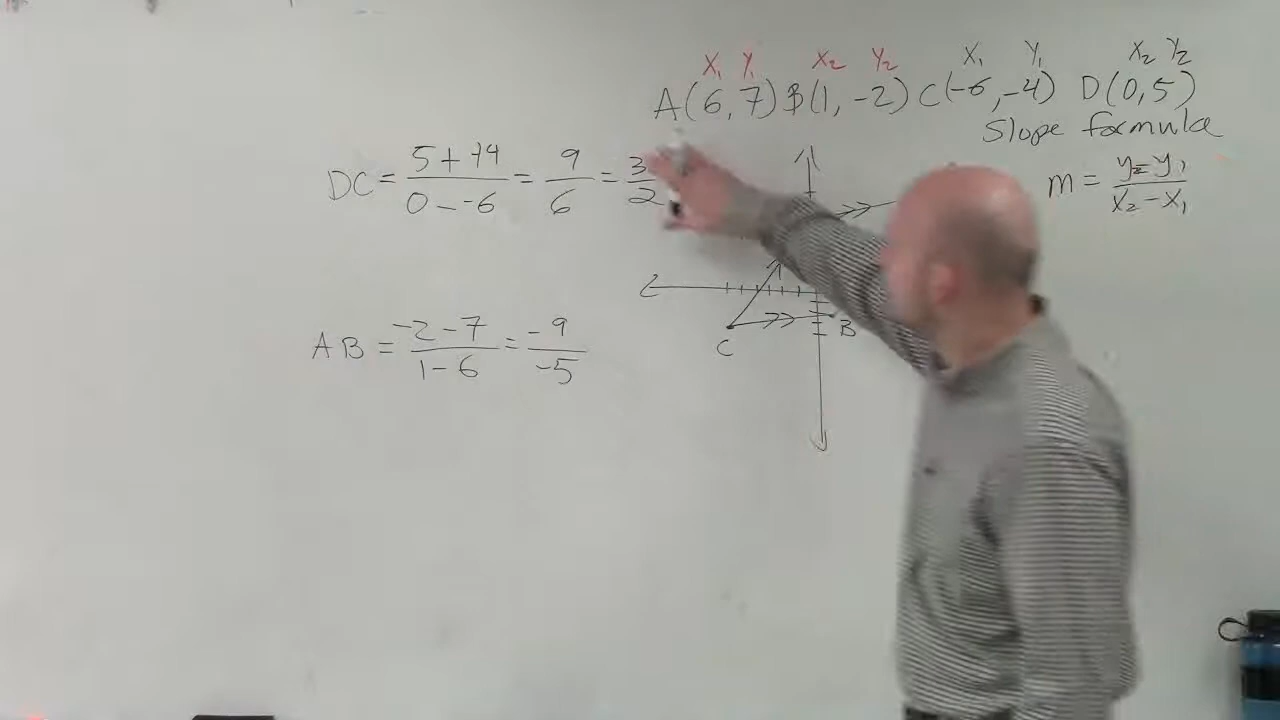 X₁ Y₁ X₂ Y₂ X₁ Y₁ X₂ Y₂
A(6,7) B(1,-2) C(-6,-4) D(0,5)
Slope formula
m = y₂-y₁ / x₂-x₁
DC = 5++4 / 0--6 = 9/6 = 3/2
AB = -2-7 / 1-6 = -9/-5
B
C